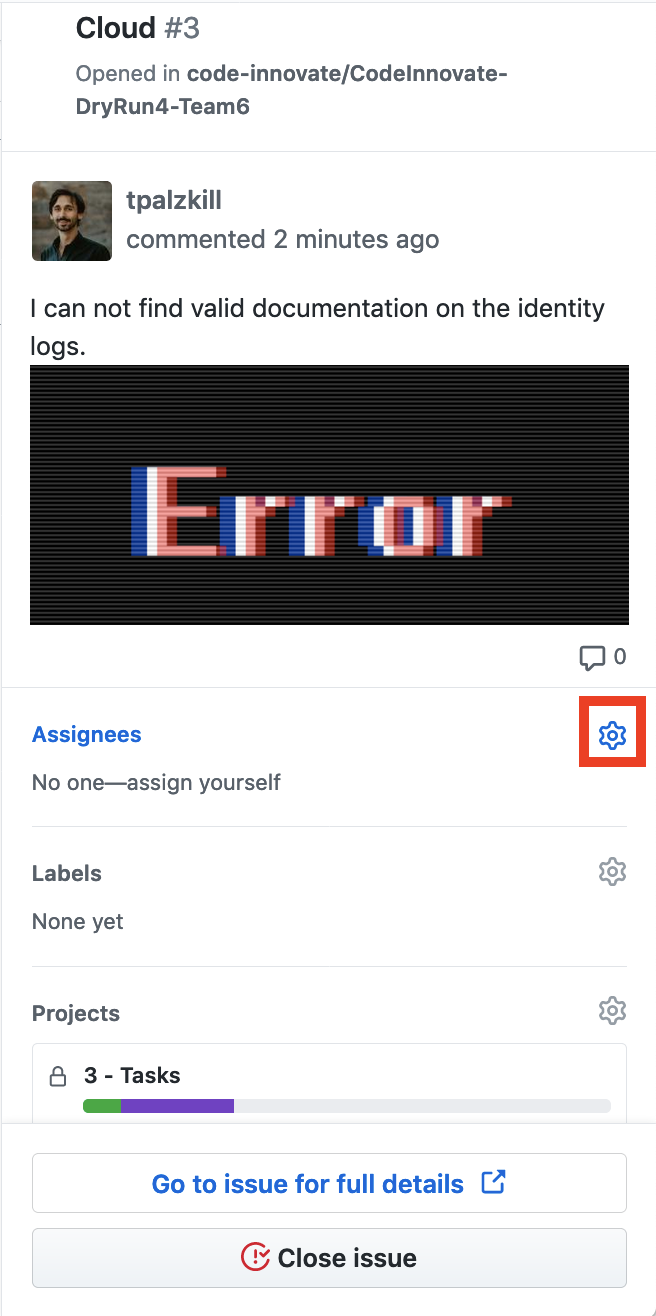 Cloud #3
Opened in code-innovate/CodeInnovate-
DryRun4-Team6
tpalzkill
commented 2 minutes ago
I can not find valid documentation on the identity
logs.
Error
0
Assignees
No one—assign yourself
Labels
None yet
Projects
3 - Tasks
Go to issue for full details
Close issue